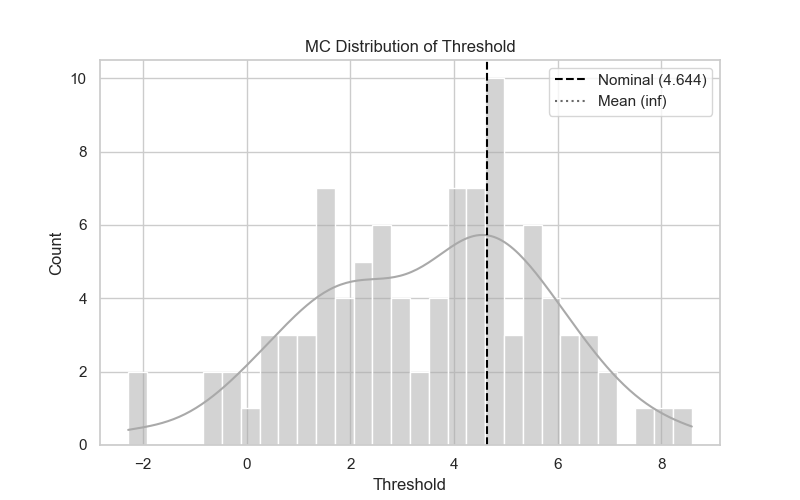 MC Distribution of Threshold
Nominal (4.644)
Mean (inf)
Count
10
8
6
4
2
0
−2
0
2
4
6
8
Threshold